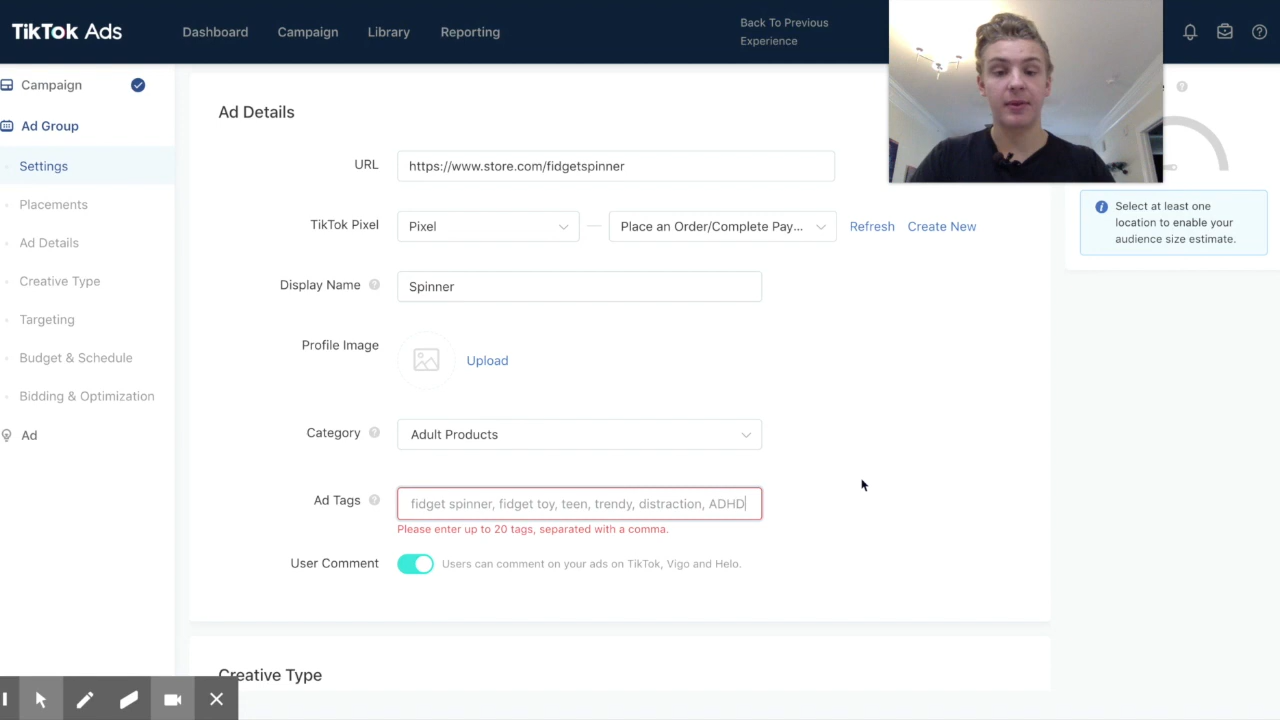 TikTok Ads
Dashboard
Campaign
Library
Reporting
Back To Previous
Experience
Campaign
Ad Group
Settings
Placements
Ad Details
Creative Type
Targeting
Budget & Schedule
Bidding & Optimization
Ad
Ad Details
URL
https://www.store.com/fidgetspinner
TikTok Pixel
Pixel
Place an Order/Complete Pay...
Refresh
Create New
Display Name
Spinner
Profile Image
Upload
Category
Adult Products
Ad Tags
fidget spinner, fidget toy, teen, trendy, distraction, ADHD
Please enter up to 20 tags, separated with a comma.
User Comment
Users can comment on your ads on TikTok, Vigo and Helo.
Creative Type
Select at least one
location to enable your
audience size estimate.